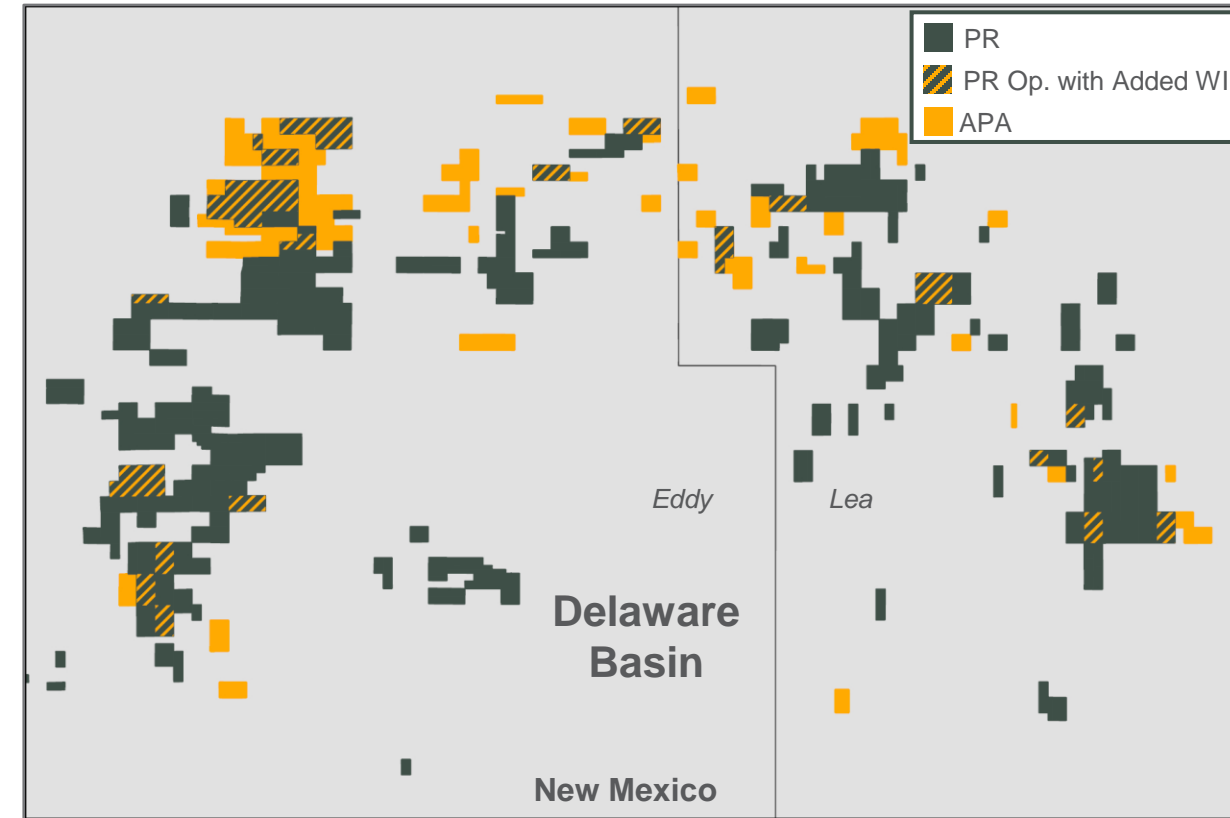 PR
PR Op. with Added WI
APA
Eddy
Lea
Delaware
Basin
New Mexico